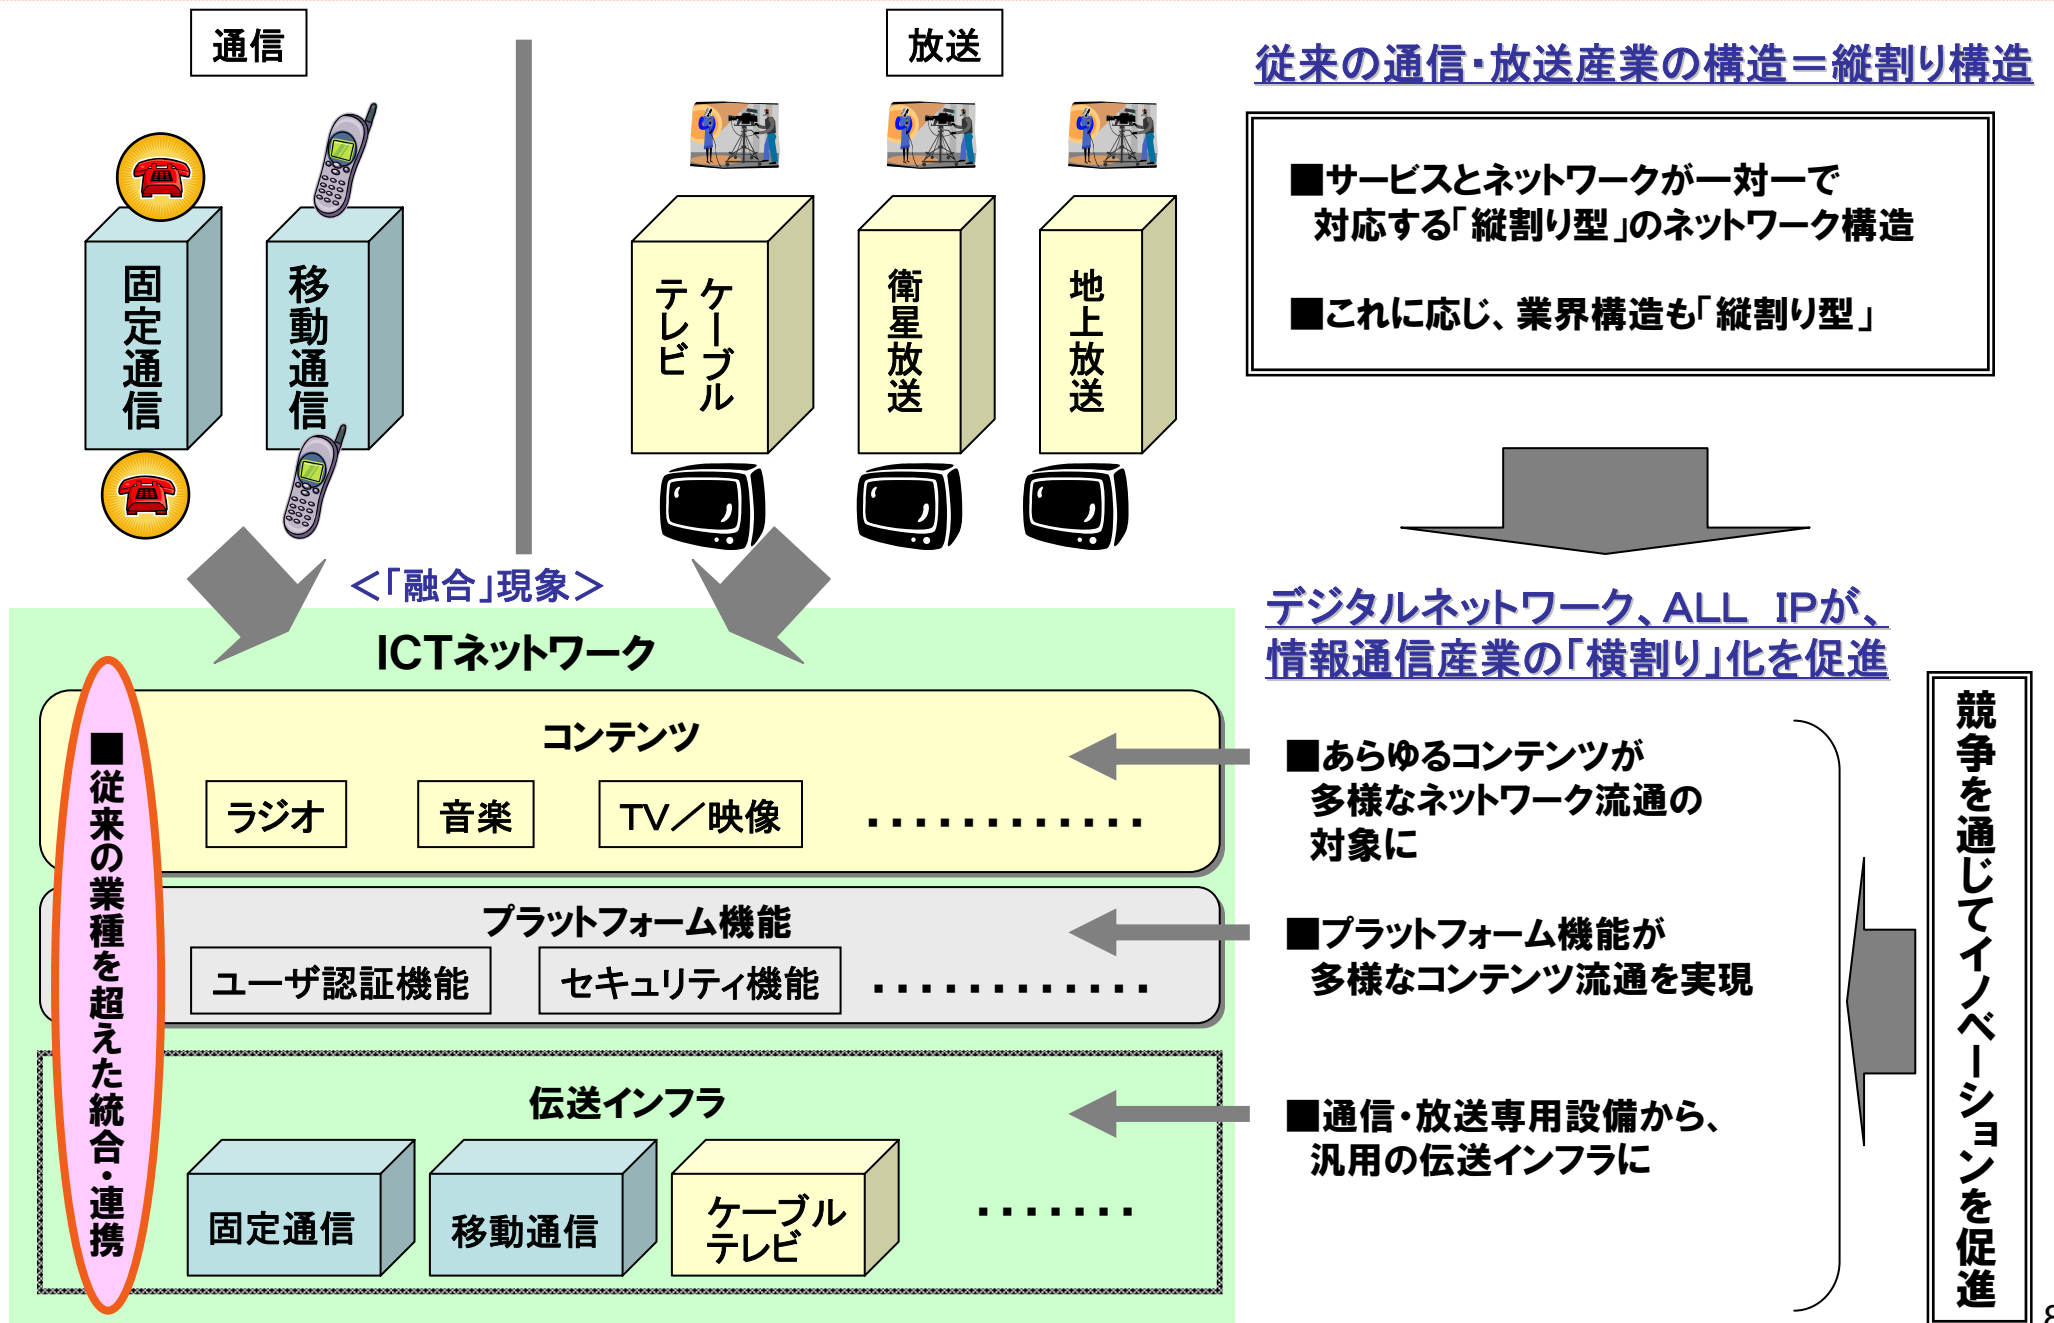 通信
放送
従来の通信・放送産業の構造＝縦割り構造
■サービスとネットワークが一対一で
対応する「縦割り型」のネットワーク構造
■これに応じ、業界構造も「縦割り型」
固定通信
移動通信
ケーブル
テレビ
衛星放送
地上放送
＜「融合」現象＞
デジタルネットワーク、ALL IPが、
情報通信産業の「横割り」化を促進
ICTネットワーク
■従来の業種を超えた統合・連携
コンテンツ
ラジオ
音楽
TV／映像
............
■あらゆるコンテンツが
多様なネットワーク流通の
対象に
プラットフォーム機能
ユーザ認証機能
セキュリティ機能
............
■プラットフォーム機能が
多様なコンテンツ流通を実現
伝送インフラ
固定通信
移動通信
ケーブル
テレビ
.......
■通信・放送専用設備から、
汎用の伝送インフラに
競争を通じてイノベーションを促進